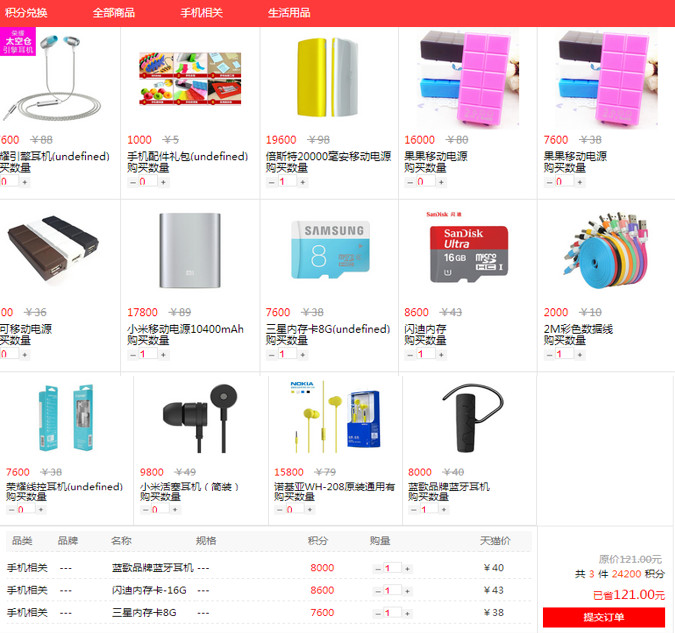 积分兑换 全部商品 手机相关 生活用品
荣耀
太空仓
引擎耳机
7600 ￥88
1000 ￥5
19600 ￥98
16000 ￥80
7600 ￥38
耀引擎耳机(undefined)
手机配件礼包(undefined)
倍斯特20000毫安移动电源
果果移动电源
果果移动电源
买数量
购买数量
购买数量
购买数量
购买数量
0 +
- 0 +
- 1 +
- 0 +
- 0 +
SAMSUNG
8
SanDisk
SanDisk
Ultra
16GB
micro
HC I
00 ￥36
17800 ￥89
7600 ￥38
8600 ￥43
2000 ￥10
可移动电源
小米移动电源10400mAh
三星内存卡8G(undefined)
闪迪内存
2M彩色数据线
买数量
购买数量
购买数量
购买数量
购买数量
0 +
- 1 +
- 1 +
- 1 +
- 1 +
NOKIA
7600 ￥38
9800 ￥49
15800 ￥79
8000 ￥40
荣耀线控耳机(undefined)
小米活塞耳机（简装）
诺基亚WH-208原装通用有
蓝歌品牌蓝牙耳机
购买数量
购买数量
购买数量
购买数量
- 0 +
- 0 +
- 0 +
- 1 +
品类 品牌 名称 规格 积分 购量 天猫价
手机相关 --- 蓝歌品牌蓝牙耳机 --- 8000 - 1 + ￥40
手机相关 --- 闪迪内存卡-16G --- 8600 - 1 + ￥43
手机相关 --- 三星内存卡8G --- 7600 - 1 + ￥38
原价121.00元
共 3 件 24200 积分
已省121.00元
提交订单